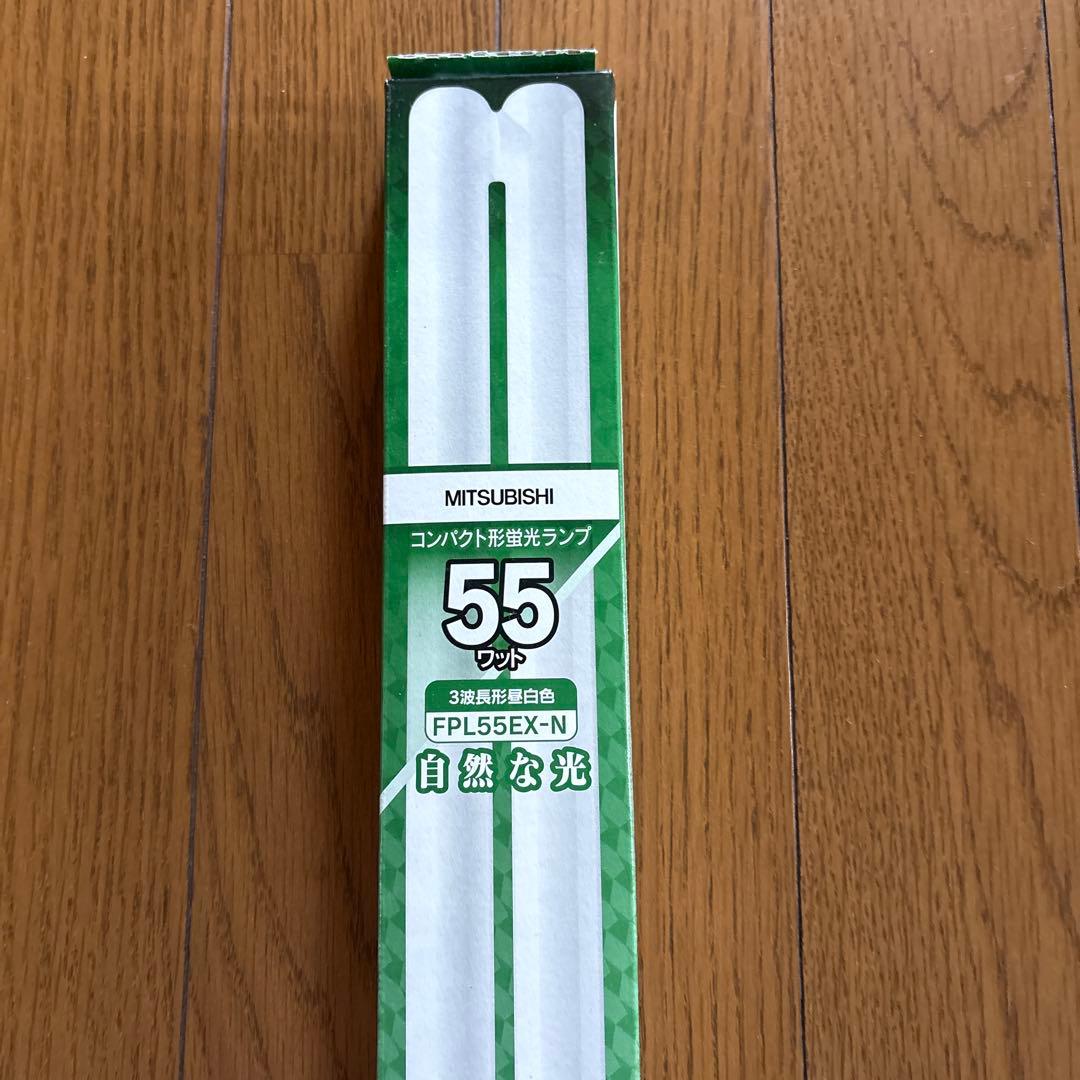 MITSUBISHI
コンパクト形蛍光ランプ
55
ワット
3波長形昼白色
FPL55EX-N
自然な光